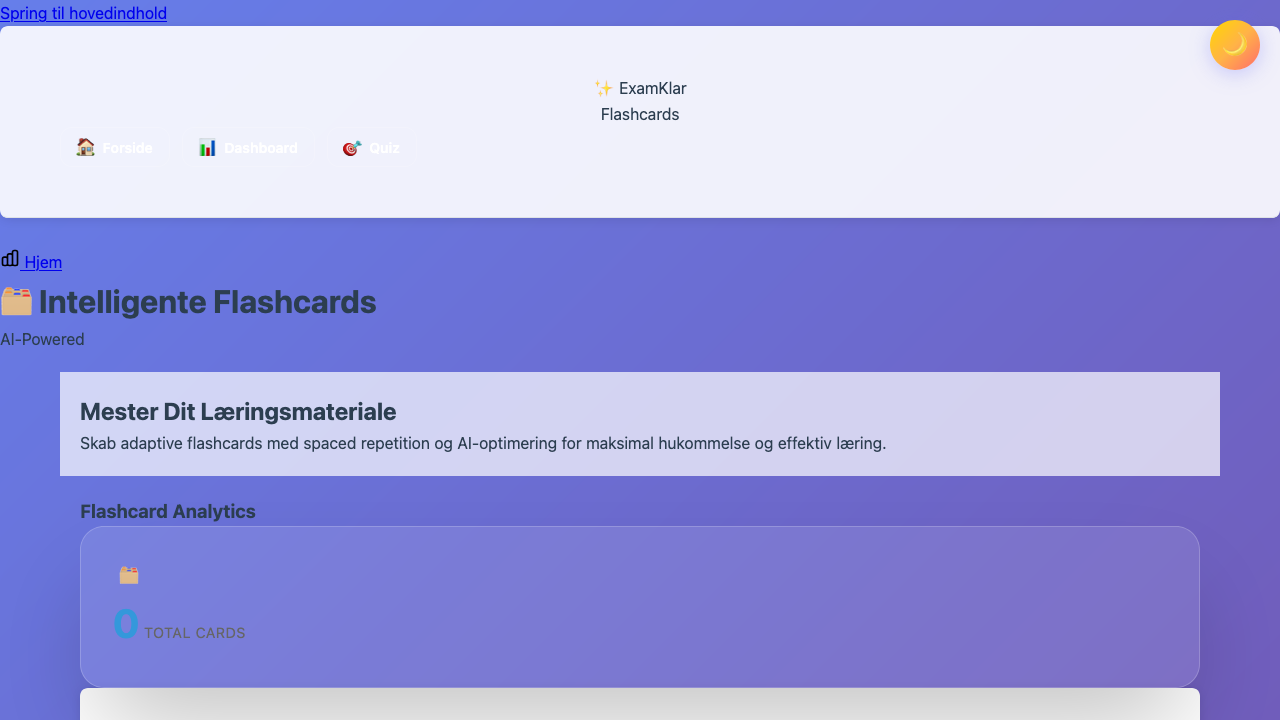 Spring til hovedindhold
✨ ExamKlar
Flashcards
🏠 Forside 📊 Dashboard 🎯 Quiz
Hjem
🗂️ Intelligente Flashcards
AI-Powered
Mester Dit Læringsmateriale
Skab adaptive flashcards med spaced repetition og AI-optimering for maksimal hukommelse og effektiv læring.
Flashcard Analytics
🗂️
0 TOTAL CARDS